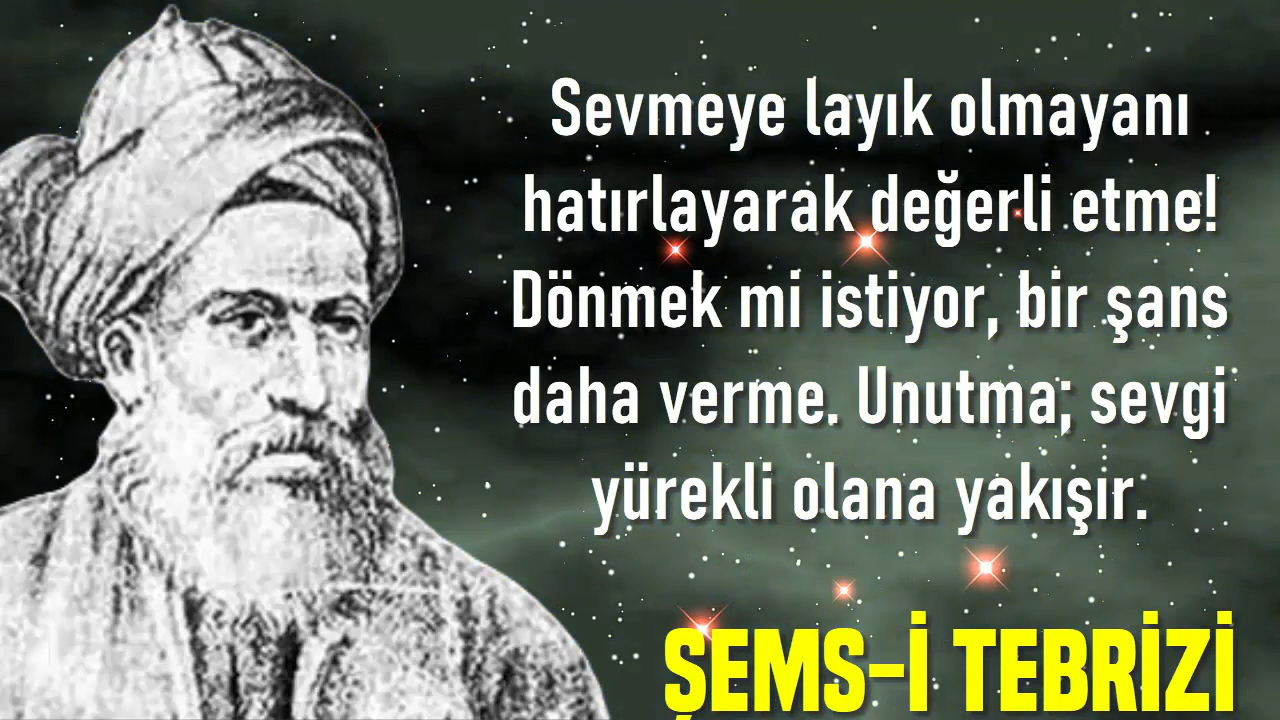 Sevmeye layık olmayanı
hatırlayarak değerli etme!
Dönmek mi istiyor, bir şans
daha verme. Unutma; sevgi
yürekli olana yakışır.
ŞEMS-İ TEBRİZİ